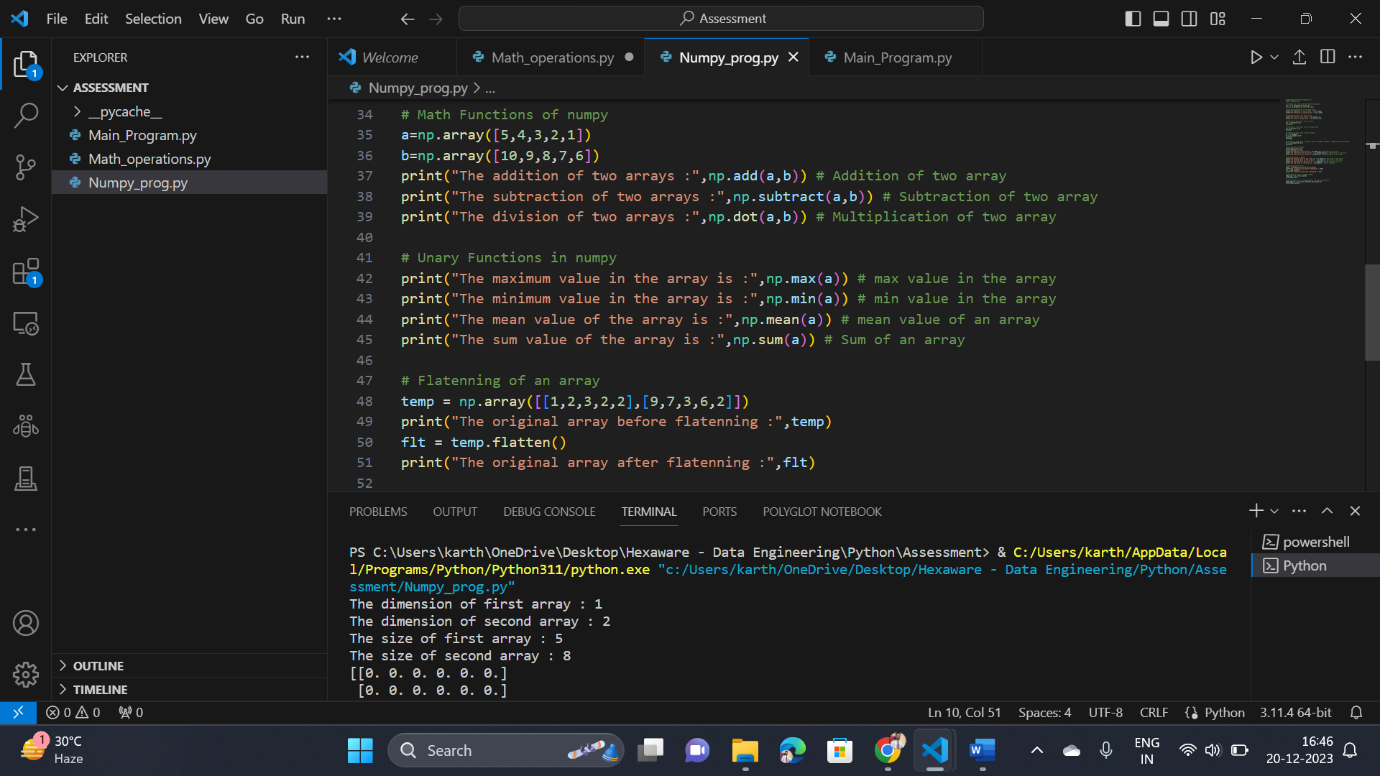 File Edit Selection View Go Run ··· Assessment
EXPLORER ···
ASSESSMENT
__pycache__
Main_Program.py
Math_operations.py
Numpy_prog.py
OUTLINE
TIMELINE
1
1
Welcome Math_operations.py Numpy_prog.py Main_Program.py
Numpy_prog.py > ...
34 # Math Functions of numpy
35 a=np.array([5,4,3,2,1])
36 b=np.array([10,9,8,7,6])
37 print("The addition of two arrays :",np.add(a,b)) # Addition of two array
38 print("The subtraction of two arrays :",np.subtract(a,b)) # Subtraction of two array
39 print("The division of two arrays :",np.dot(a,b)) # Multiplication of two array
40
41 # Unary Functions in numpy
42 print("The maximum value in the array is :",np.max(a)) # max value in the array
43 print("The minimum value in the array is :",np.min(a)) # min value in the array
44 print("The mean value of the array is :",np.mean(a)) # mean value of an array
45 print("The sum value of the array is :",np.sum(a)) # Sum of an array
46
47 # Flatenning of an array
48 temp = np.array([[1,2,3,2,2],[9,7,3,6,2]])
49 print("The original array before flatenning :",temp)
50 flt = temp.flatten()
51 print("The original array after flatenning :",flt)
52
PROBLEMS OUTPUT DEBUG CONSOLE TERMINAL PORTS POLYGLOT NOTEBOOK
PS C:\Users\karth\OneDrive\Desktop\Hexaware - Data Engineering\Python\Assessment> & C:/Users/karth/AppData/Loca
l/Programs/Python/Python311/python.exe "c:/Users/karth/OneDrive/Desktop/Hexaware - Data Engineering/Python/Asse
ssment/Numpy_prog.py"
The dimension of first array : 1
The dimension of second array : 2
The size of first array : 5
The size of second array : 8
[[0. 0. 0. 0. 0. 0.]
[0. 0. 0. 0. 0. 0.]
powershell
Python
0 0 0 Ln 10, Col 51 Spaces: 4 UTF-8 CRLF Python 3.11.4 64-bit
1
30°C
Haze
Search
ENG
IN
16:46
20-12-2023